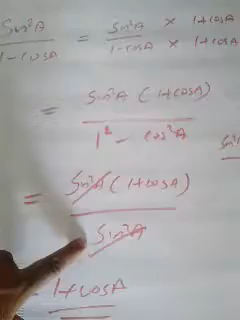 Sin²A / 1-cosA = Sin²A × 1+cosA / 1-cosA × 1+cosA
= Sin²A (1+cosA) / 1² - cos²A
= Sin²A (1+cosA) / Sin²A
1+cosA